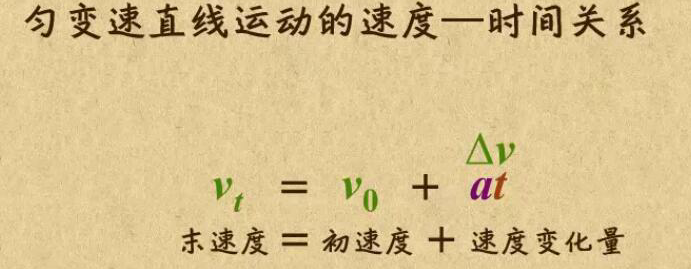 匀变速直线运动的速度—时间关系
Δv
v_t = v_0 + at
末速度 = 初速度 + 速度变化量